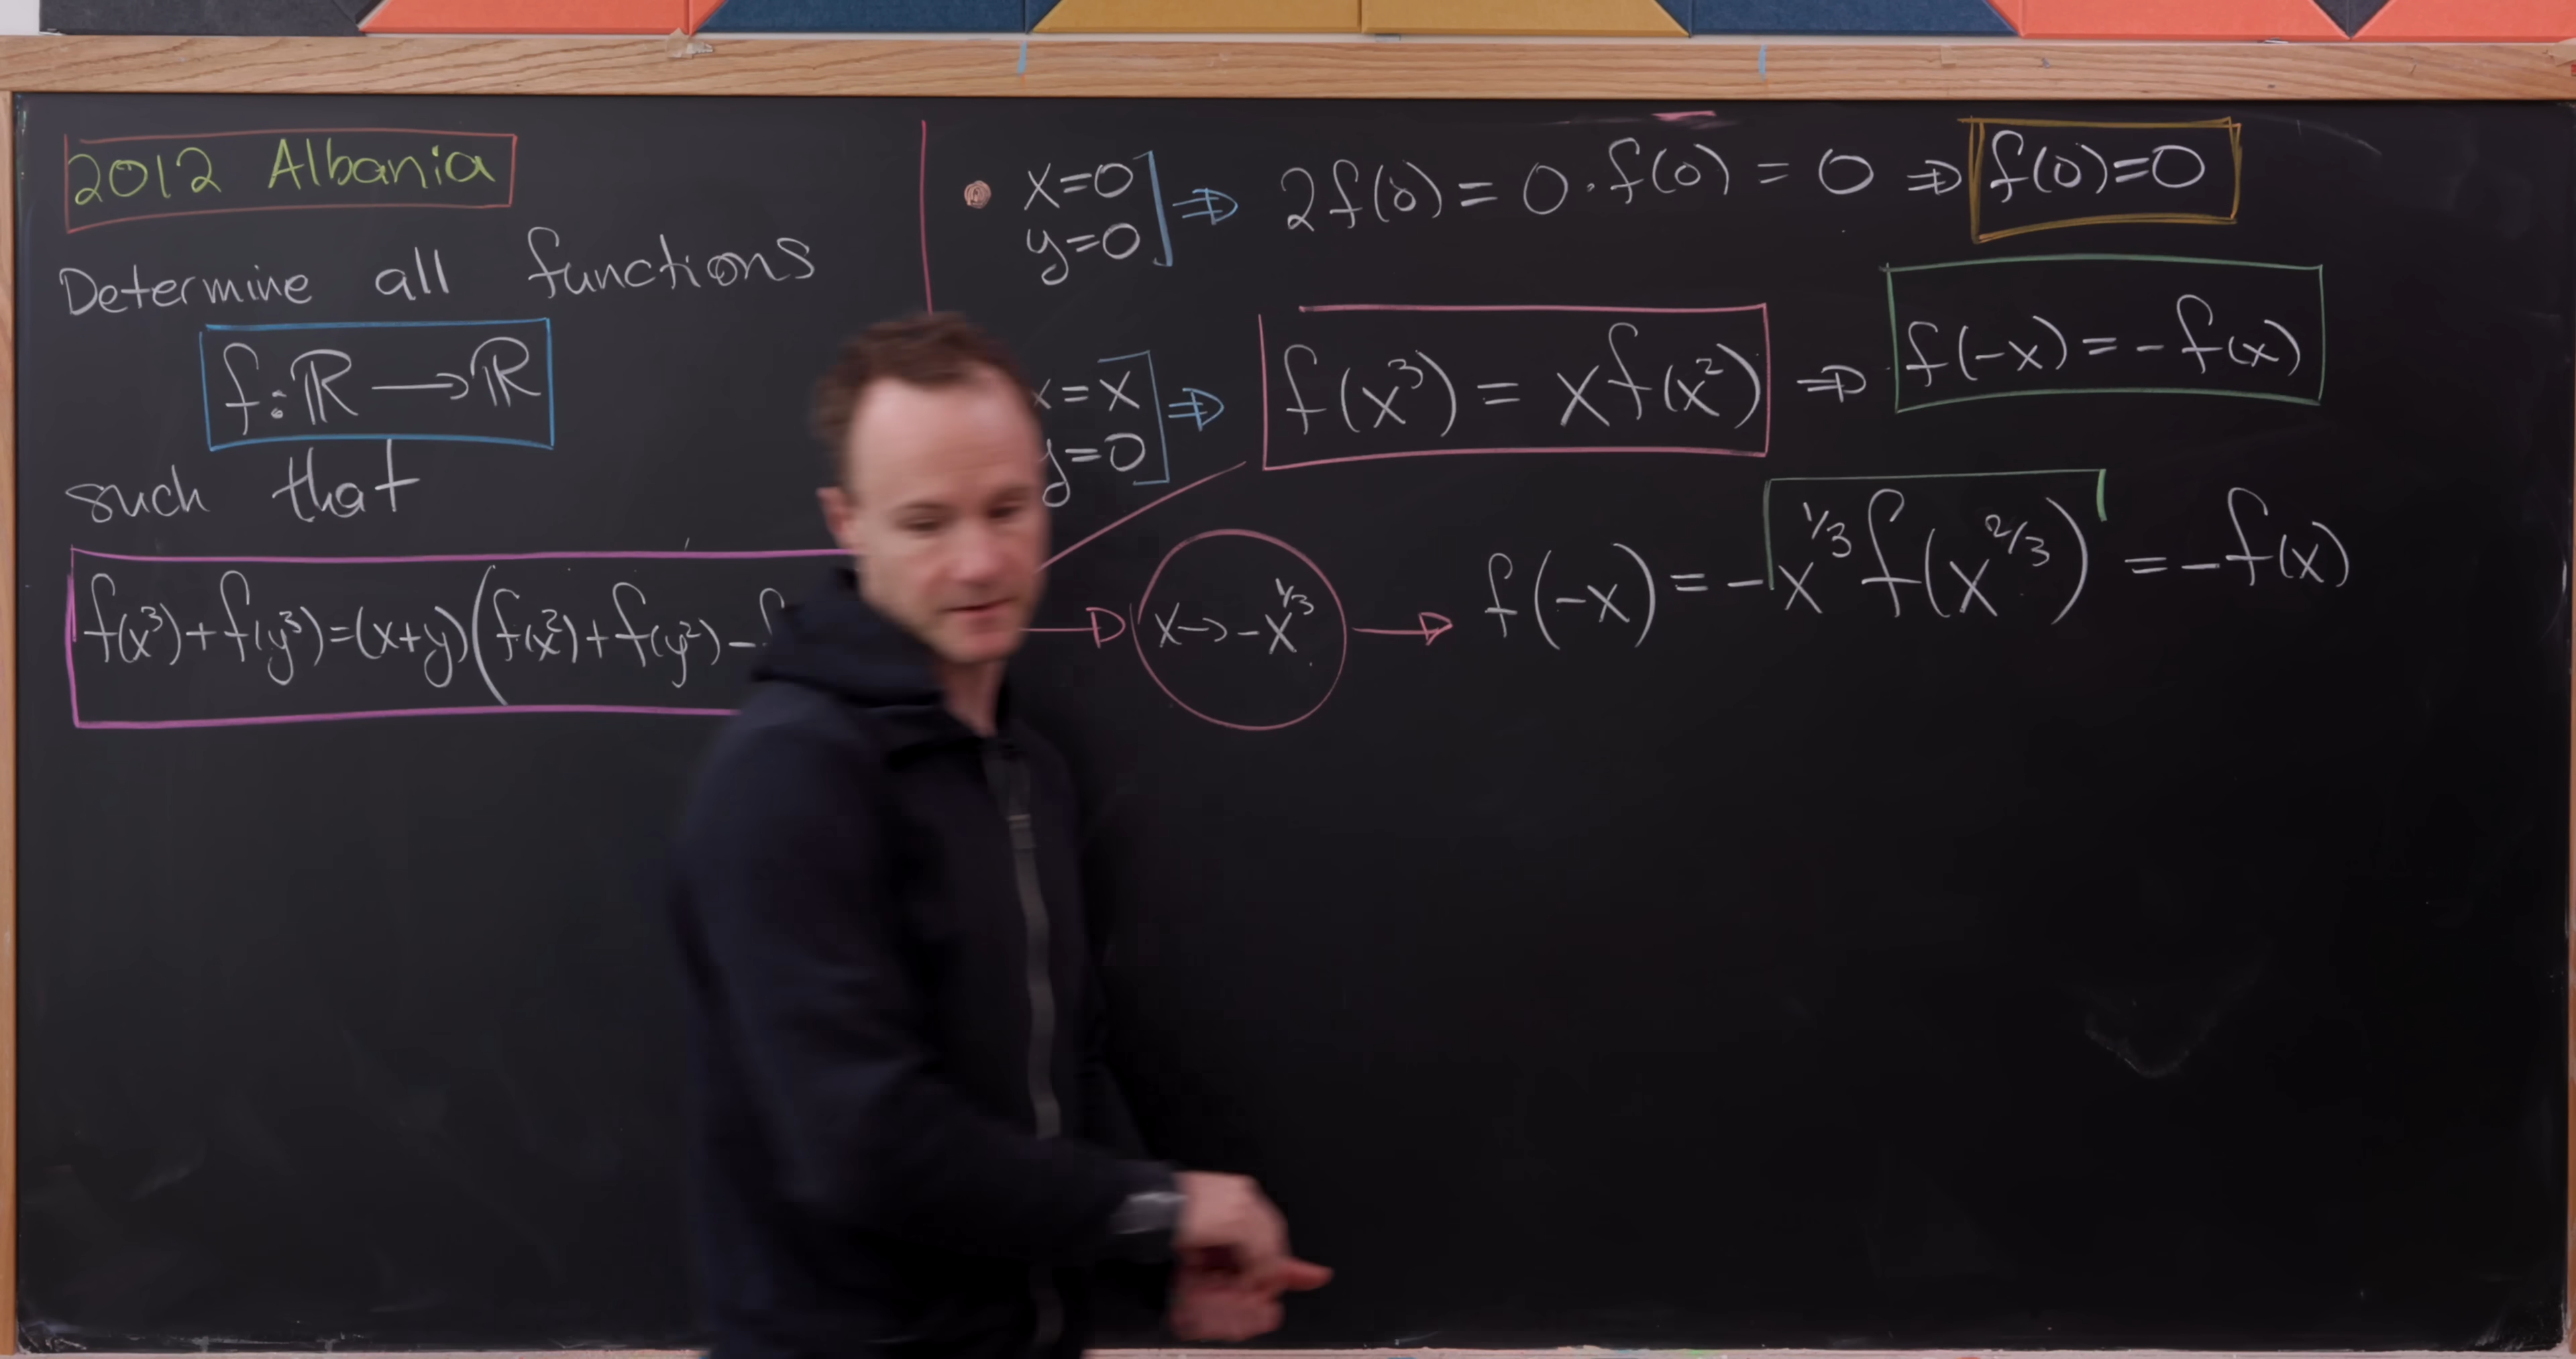 2012 Albania
Determine all functions
f: ℝ → ℝ
such that
f(x³)+f(y³)=(x+y)(f(x²)+f(y²)-f
• x=0
y=0 ] ⇒ 2f(0) = 0·f(0) = 0 ⇒ f(0)=0
x=x
y=0 ] ⇒ f(x³) = xf(x²) ⇒ f(-x) = -f(x)
→ x→-x^{1/3} → f(-x) = -x^{1/3}f(x^{2/3}) = -f(x)